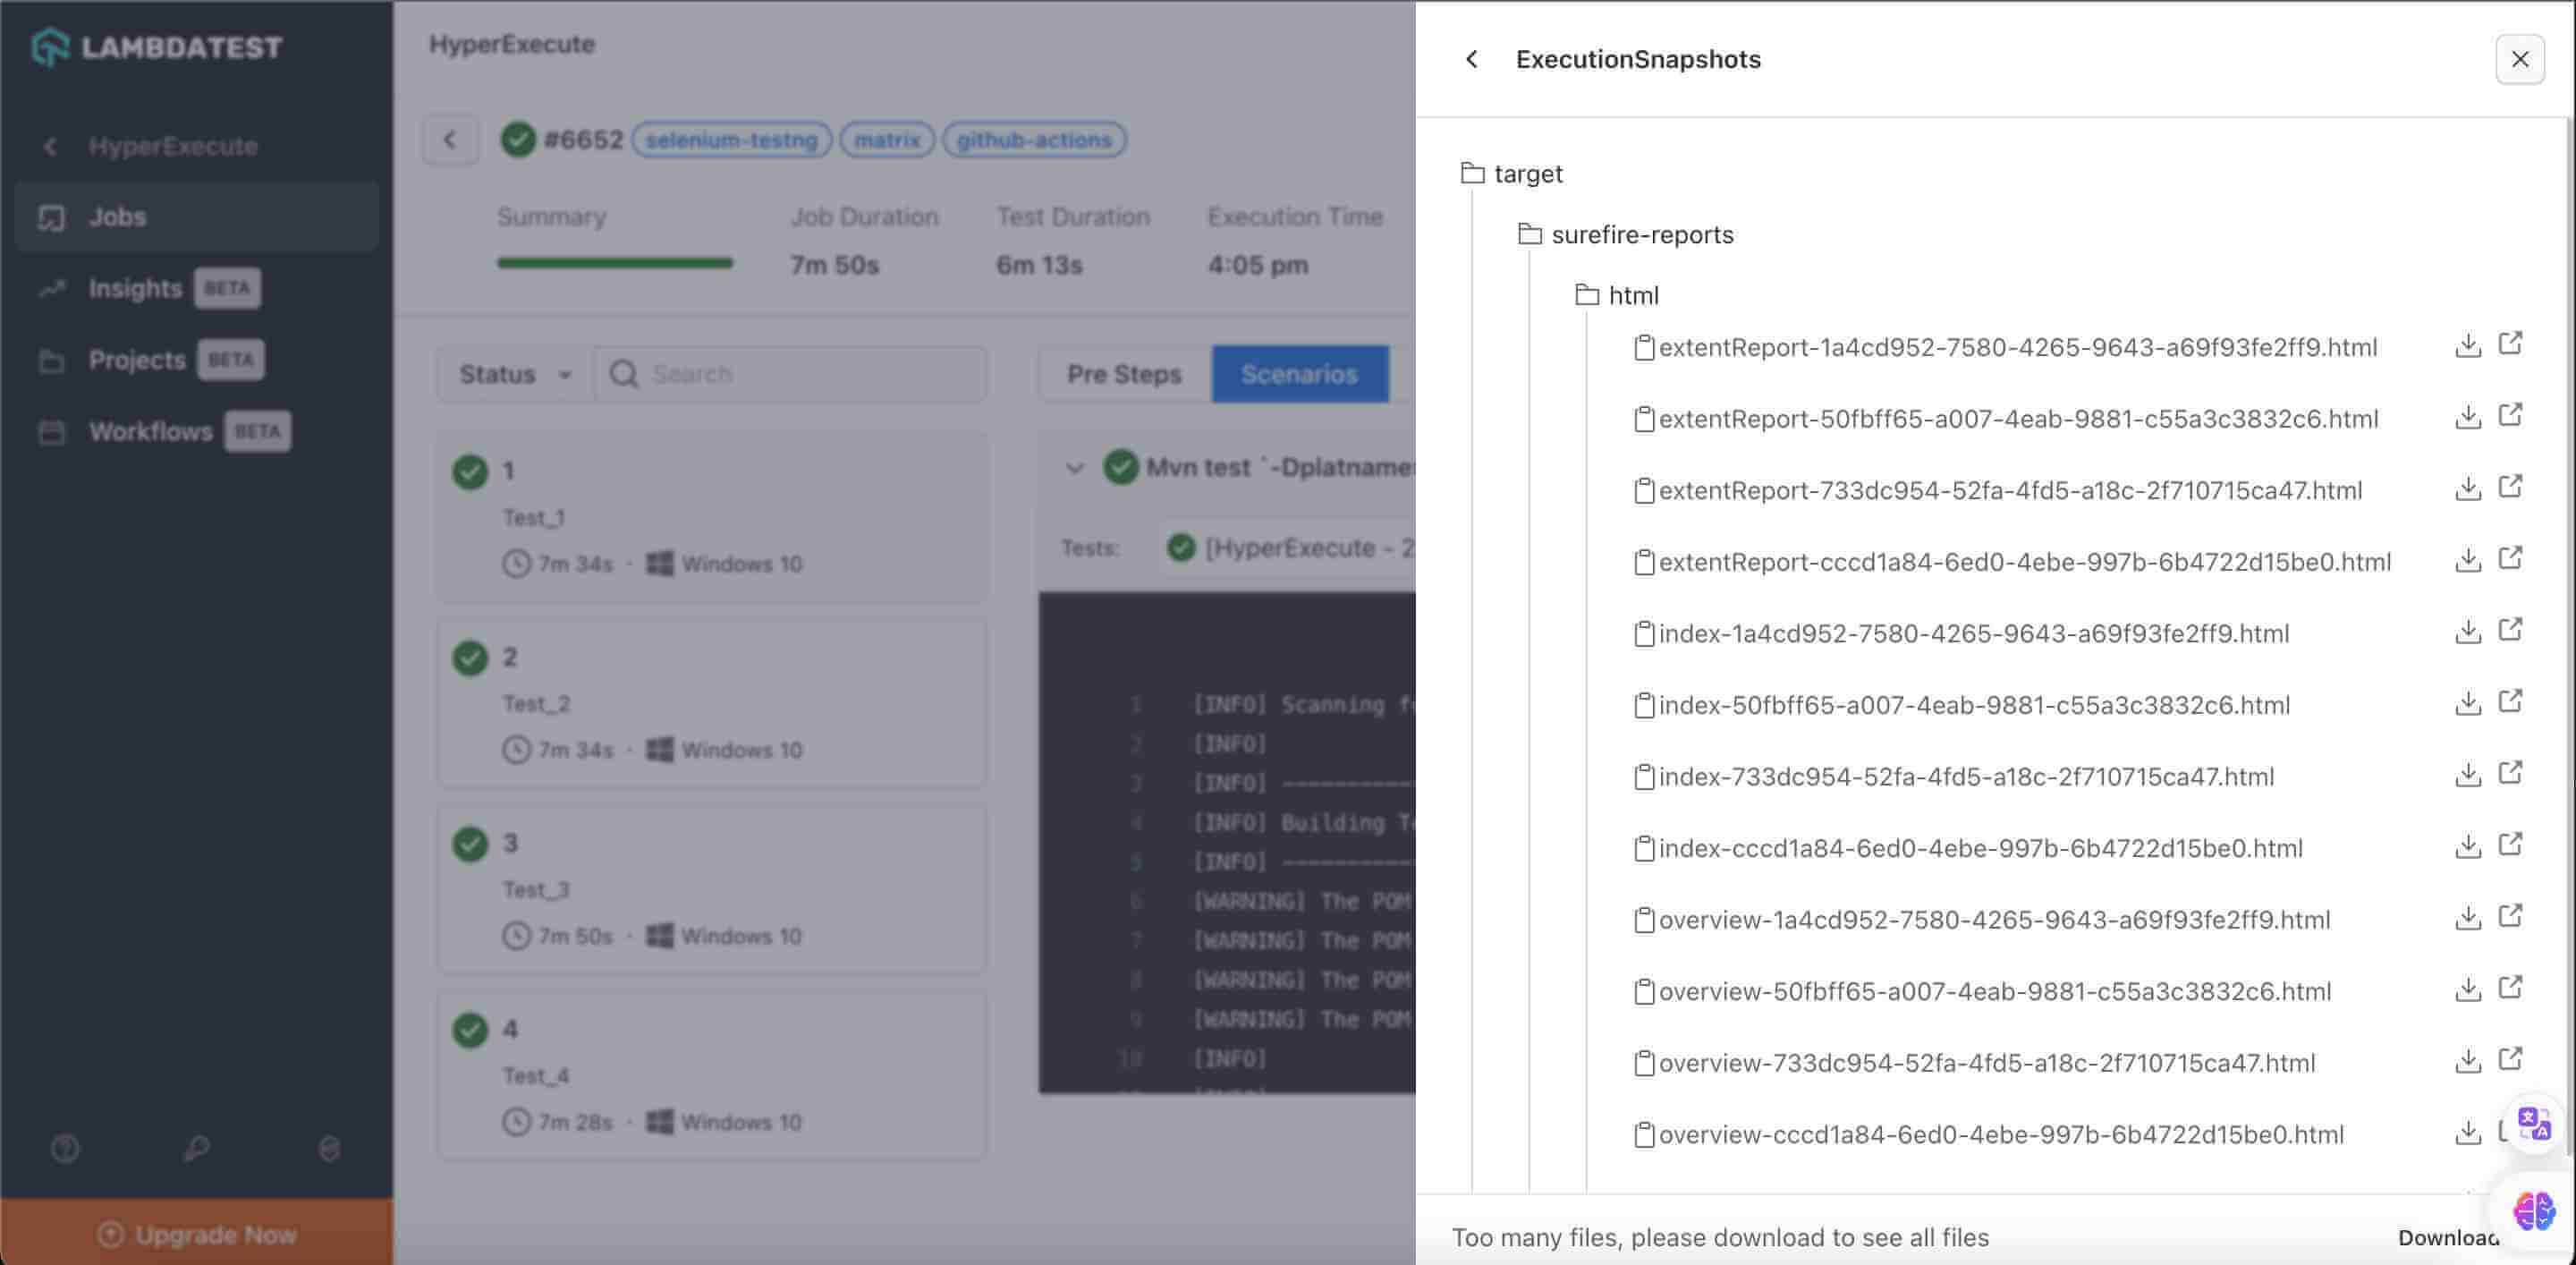 LAMBDATEST
HyperExecute
Jobs
Insights BETA
Projects BETA
Workflows BETA
Upgrade Now
HyperExecute
#6652 selenium-testng matrix github-actions
Summary Job Duration Test Duration Execution Time
7m 50s 6m 13s 4:05 pm
Status Search
Pre Steps Scenarios
1
Test_1
7m 34s · Windows 10
2
Test_2
7m 34s · Windows 10
3
Test_3
7m 50s · Windows 10
4
Test_4
7m 28s · Windows 10
Mvn test `-Dplatname
Tests: [HyperExecute - 2
1 [INFO] Scanning f
2 [INFO]
3 [INFO] ----------
4 [INFO] Building T
5 [INFO] ----------
6 [WARNING] The POM
7 [WARNING] The POM
8 [WARNING] The POM
9 [WARNING] The POM
10 [INFO]
ExecutionSnapshots
target
surefire-reports
html
extentReport-1a4cd952-7580-4265-9643-a69f93fe2ff9.html
extentReport-50fbff65-a007-4eab-9881-c55a3c3832c6.html
extentReport-733dc954-52fa-4fd5-a18c-2f710715ca47.html
extentReport-cccd1a84-6ed0-4ebe-997b-6b4722d15be0.html
index-1a4cd952-7580-4265-9643-a69f93fe2ff9.html
index-50fbff65-a007-4eab-9881-c55a3c3832c6.html
index-733dc954-52fa-4fd5-a18c-2f710715ca47.html
index-cccd1a84-6ed0-4ebe-997b-6b4722d15be0.html
overview-1a4cd952-7580-4265-9643-a69f93fe2ff9.html
overview-50fbff65-a007-4eab-9881-c55a3c3832c6.html
overview-733dc954-52fa-4fd5-a18c-2f710715ca47.html
overview-cccd1a84-6ed0-4ebe-997b-6b4722d15be0.html
Too many files, please download to see all files
Download